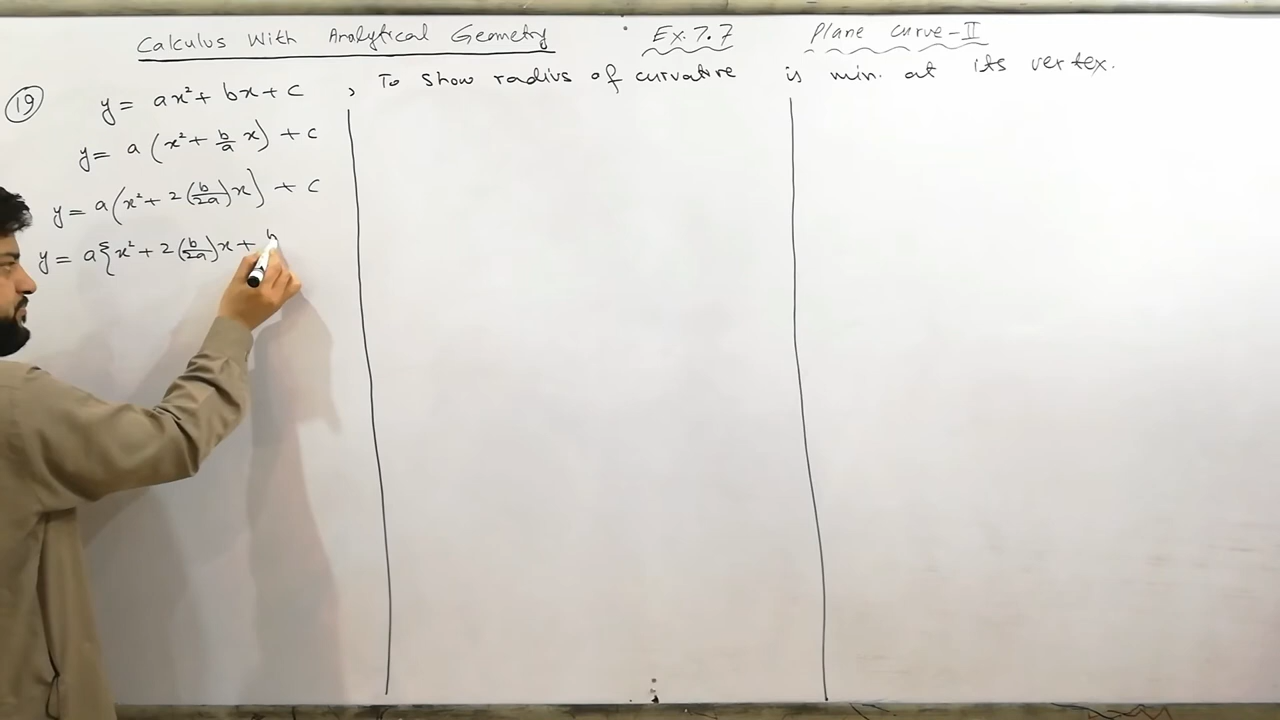 Calculus With Analytical Geometry Ex.7.7 Plane curve-II
(19) y = ax² + bx + c , To show radius of curvature is min. at its vertex.
y = a(x² + b/a x) + c
y = a(x² + 2(b/2a)x) + c
y = a{x² + 2(b/2a)x + b